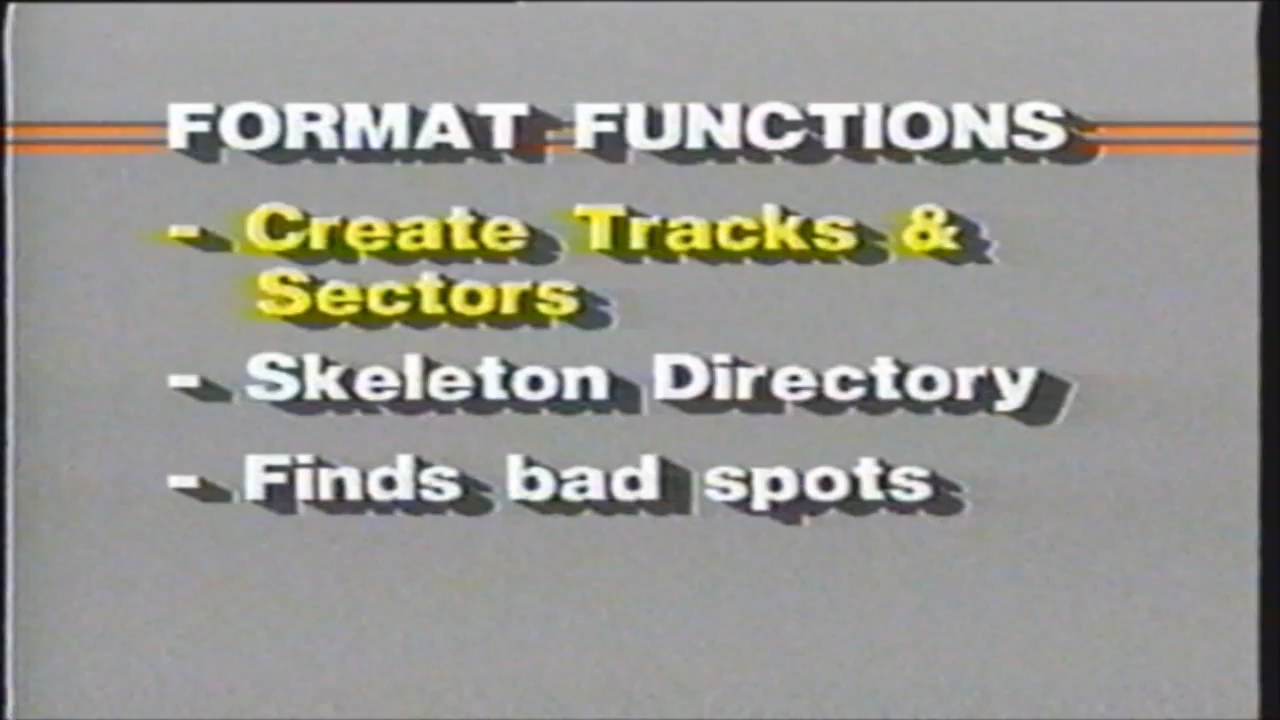 FORMAT FUNCTIONS
- Create Tracks &
Sectors
- Skeleton Directory
- Finds bad spots